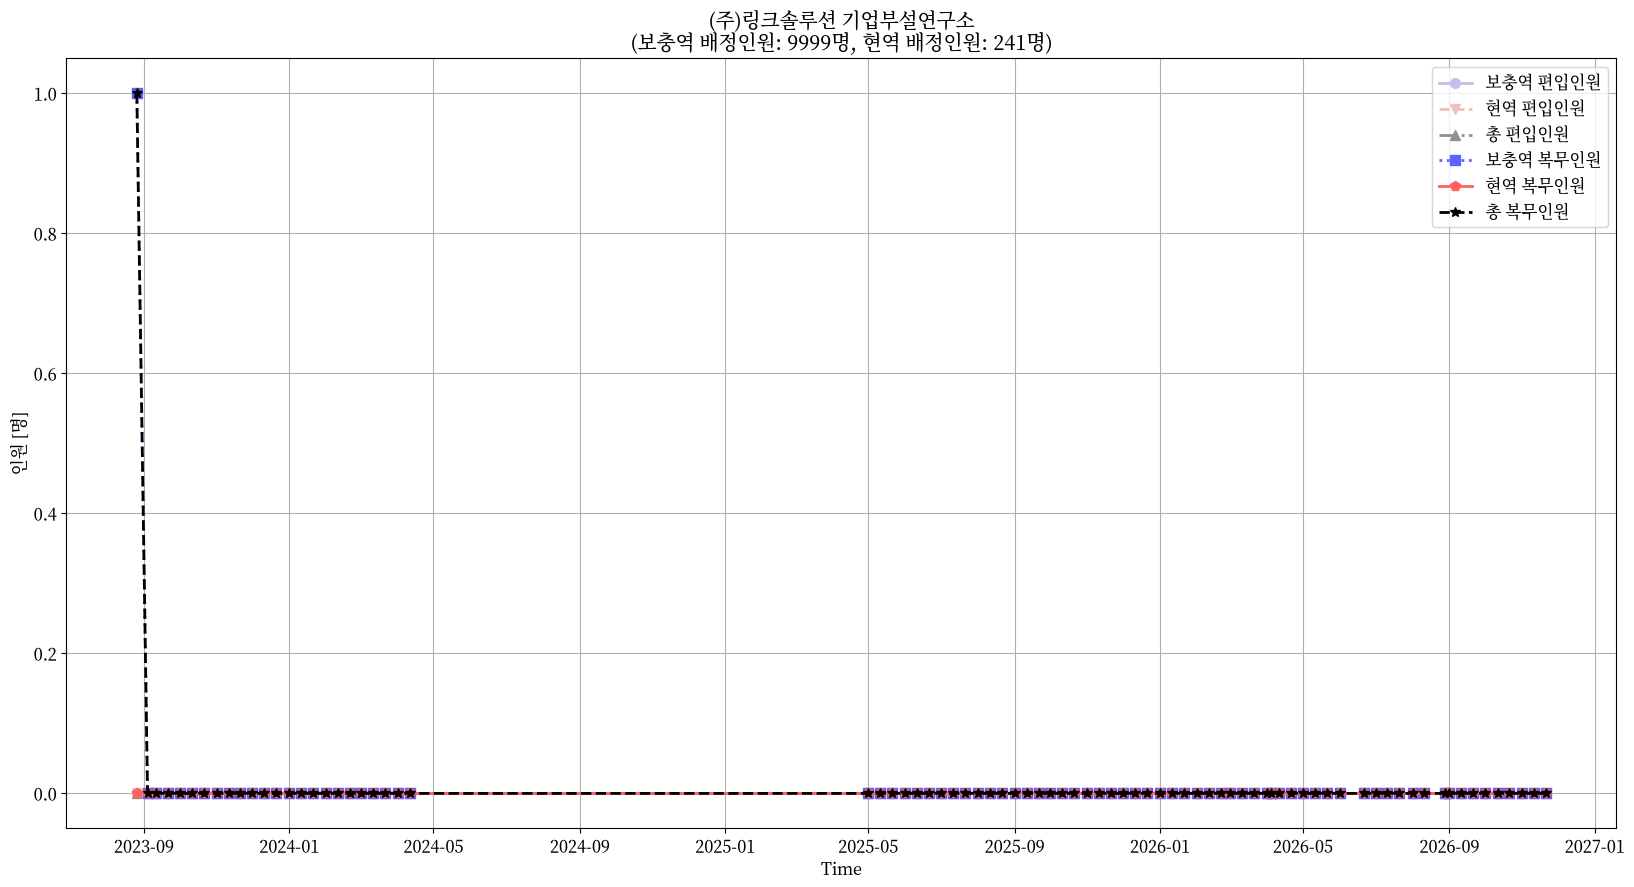 (주)링크솔루션 기업부설연구소
(보충역 배정인원: 9999명, 현역 배정인원: 241명)
보충역 편입인원
현역 편입인원
총 편입인원
보충역 복무인원
현역 복무인원
총 복무인원
인원 [명]
1.0
0.8
0.6
0.4
0.2
0.0
2023-09 2024-01 2024-05 2024-09 2025-01 2025-05 2025-09 2026-01 2026-05 2026-09 2027-01
Time